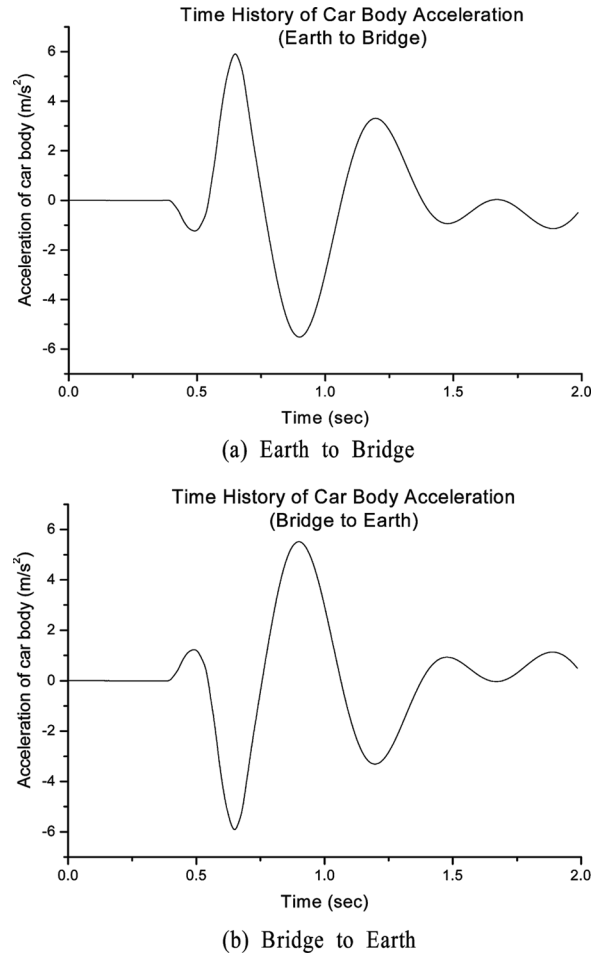 Time History of Car Body Acceleration
(Earth to Bridge)
Acceleration of car body (m/s²)
6
4
2
0
-2
-4
-6
0.0 0.5 1.0 1.5 2.0
Time (sec)
(a) Earth to Bridge
Time History of Car Body Acceleration
(Bridge to Earth)
Acceleration of car body (m/s²)
6
4
2
0
-2
-4
-6
0.0 0.5 1.0 1.5 2.0
Time (sec)
(b) Bridge to Earth